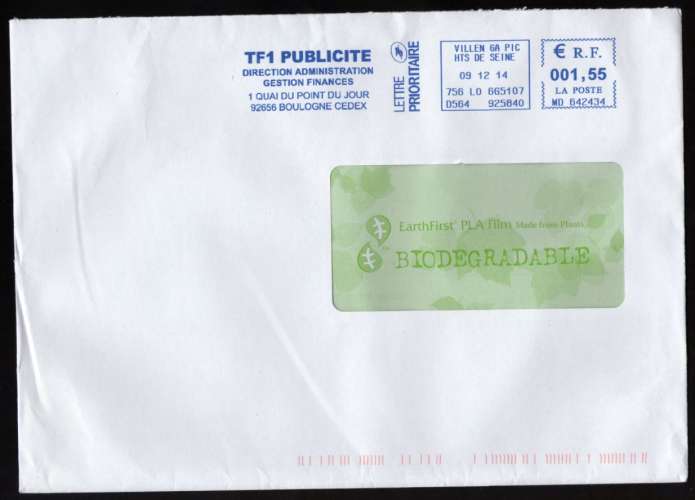 TF1 PUBLICITE
DIRECTION ADMINISTRATION
GESTION FINANCES
1 QUAI DU POINT DU JOUR
92656 BOULOGNE CEDEX
LETTRE
PRIORITAIRE
VILLEN GA PIC
HTS DE SEINE
09 12 14
756 LO 665107
0564 925840
€ R.F.
001,55
LA POSTE
MD 642434
EarthFirst® PLA film Made from Plants
BIODEGRADABLE